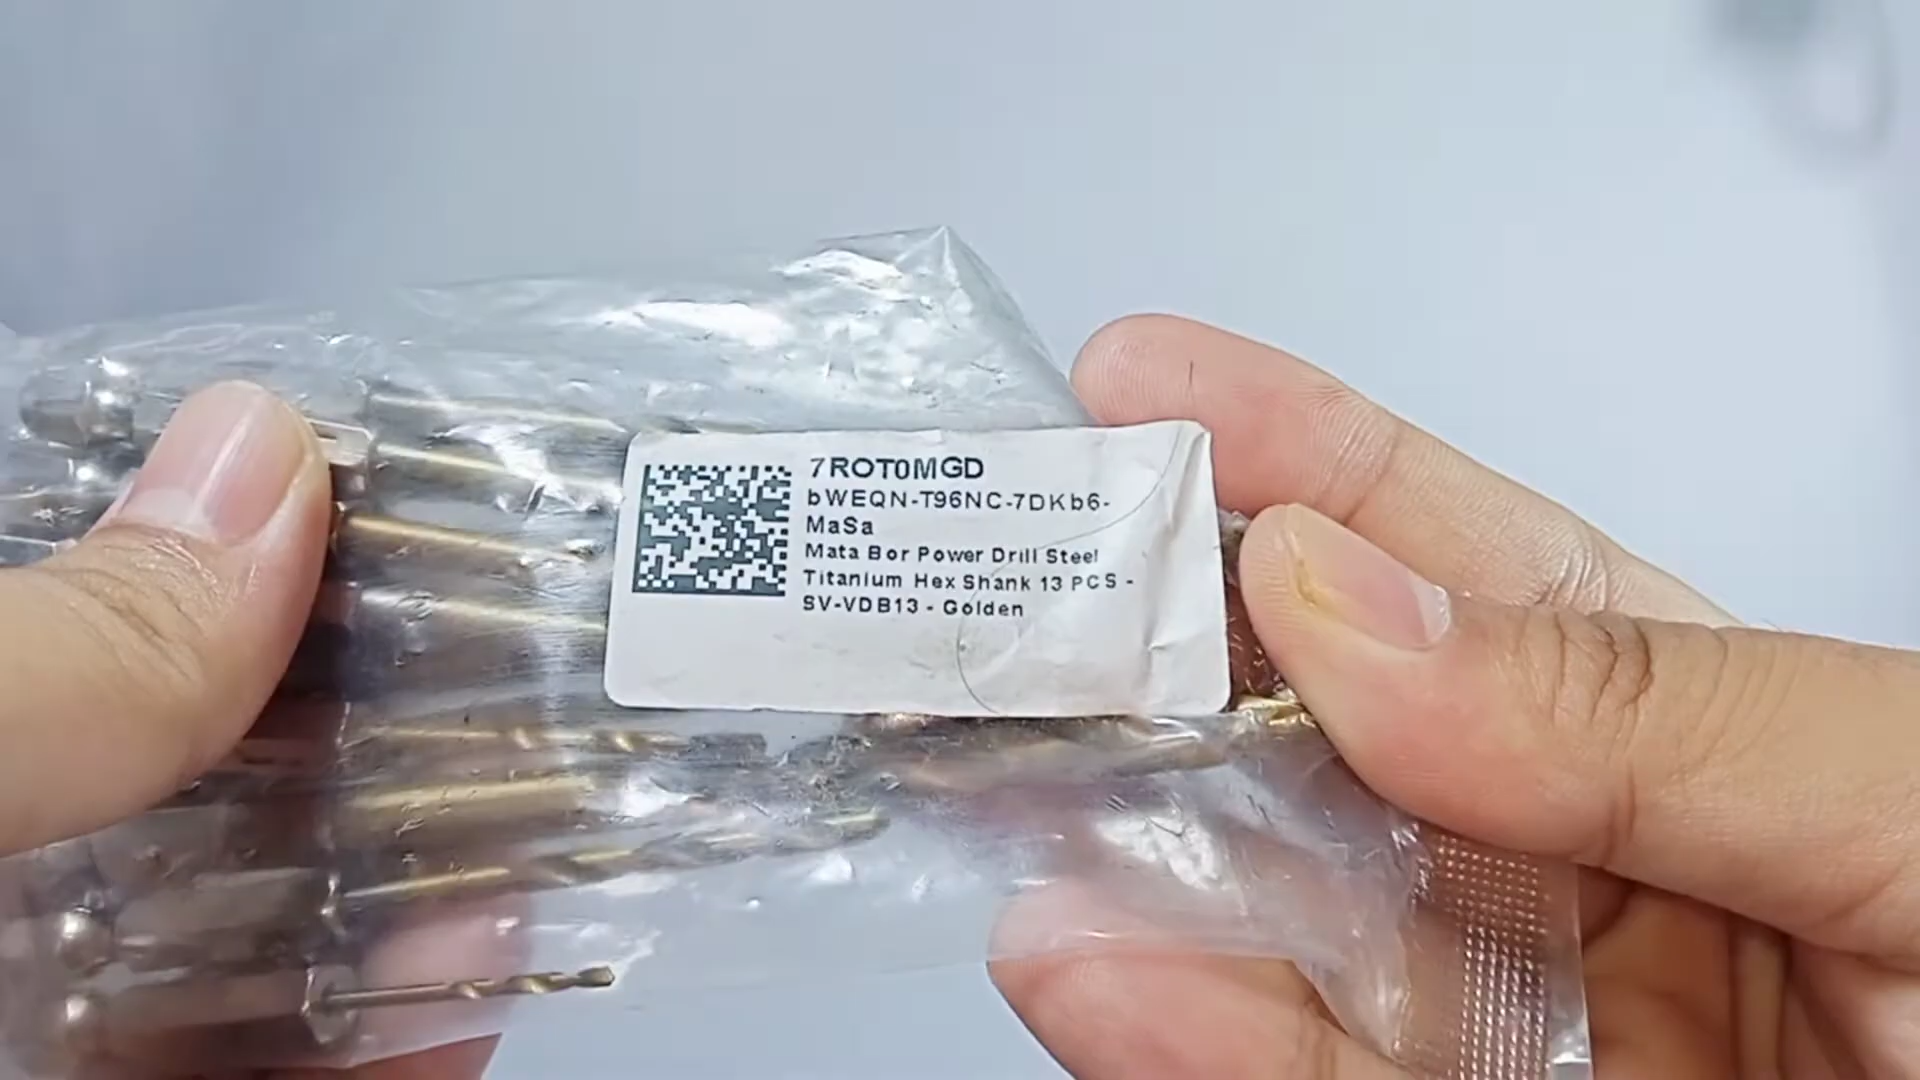 7ROT0MGD
bWEQN-T96NC-7DKb6-
MaSa
Mata Bor Power Drill Steel
Titanium Hex Shank 13 PCS -
SV-VDB13 - Golden